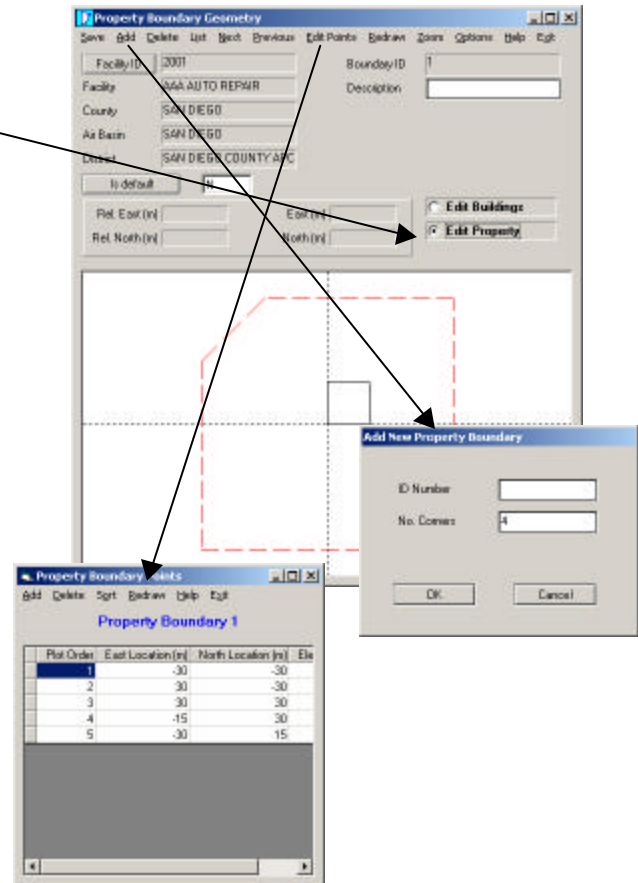 Property Boundary Geometry
Save Add Delete List Next Previous Edit Points Redraw Zoom Options Help Exit
Facility ID 2001 Boundary ID 1
Facility AAA AUTO REPAIR Description
County SAN DIEGO
Air Basin SAN DIEGO
District SAN DIEGO COUNTY APC
Is default N
Rel. East (m) East (m) Edit Buildings
Rel. North (m) North (m) Edit Property
Add New Property Boundary
ID Number
No. Corners 4
OK Cancel
Property Boundary Points
Add Delete Sort Redraw Help Exit
Property Boundary 1
Plot Order East Location (m) North Location (m) Ele
1 -30 -30
2 30 -30
3 30 30
4 -15 30
5 -30 15